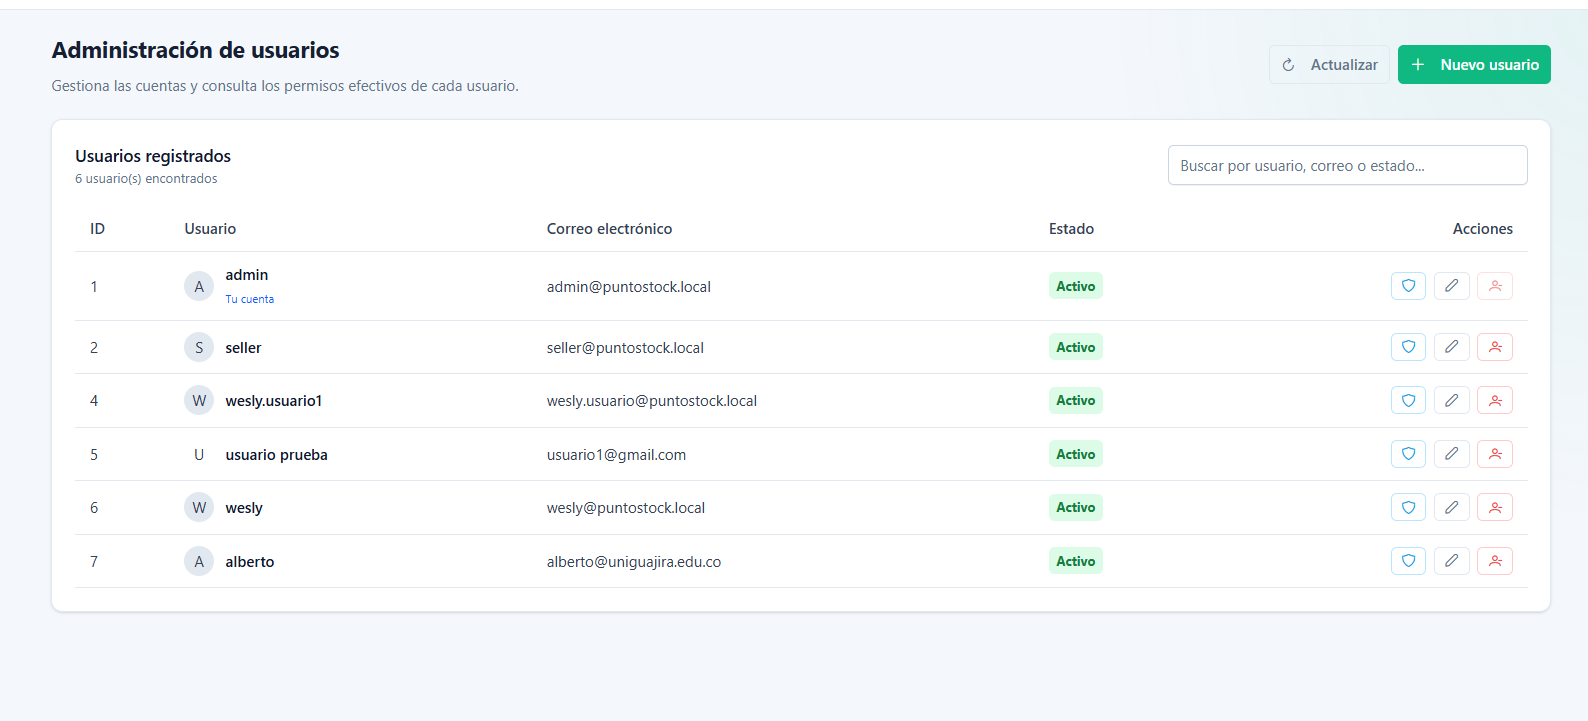 Administración de usuarios
Gestiona las cuentas y consulta los permisos efectivos de cada usuario.
Actualizar
Nuevo usuario
Usuarios registrados
6 usuario(s) encontrados
Buscar por usuario, correo o estado...
ID Usuario Correo electrónico Estado Acciones
1 A admin admin@puntostock.local Activo
Tu cuenta
2 S seller seller@puntostock.local Activo
4 W wesly.usuario1 wesly.usuario@puntostock.local Activo
5 U usuario prueba usuario1@gmail.com Activo
6 W wesly wesly@puntostock.local Activo
7 A alberto alberto@uniguajira.edu.co Activo